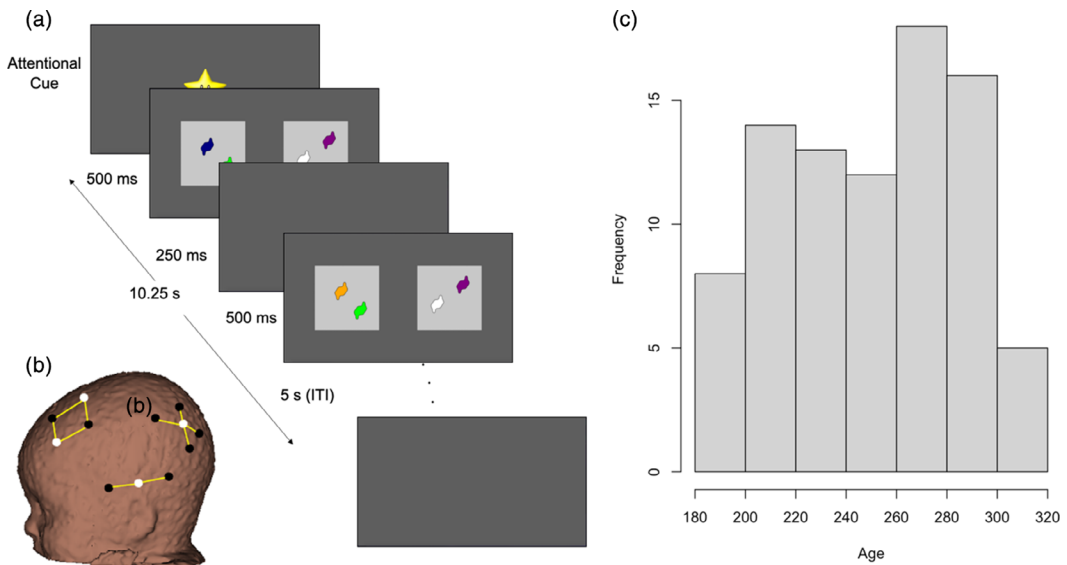 (a)
Attentional
Cue
500 ms
250 ms
10.25 s
500 ms
5 s (ITI)
(b)
(b)
(c)
Frequency
15
10
5
0
180 200 220 240 260 280 300 320
Age